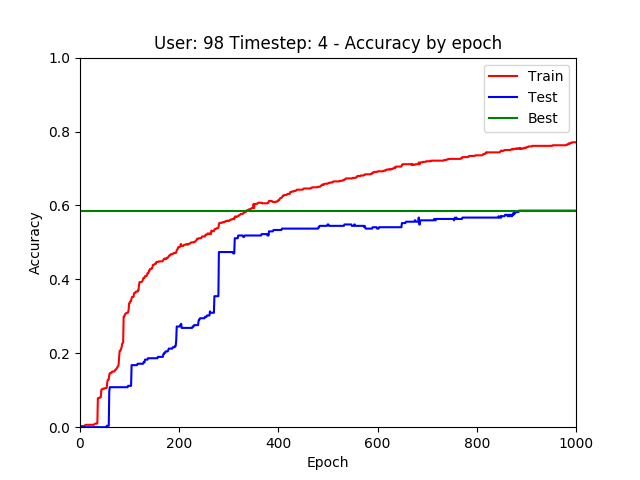 User: 98 Timestep: 4 - Accuracy by epoch
1.0
0.8
0.6
0.4
0.2
0.0
Accuracy
Train
Test
Best
0 200 400 600 800 1000
Epoch